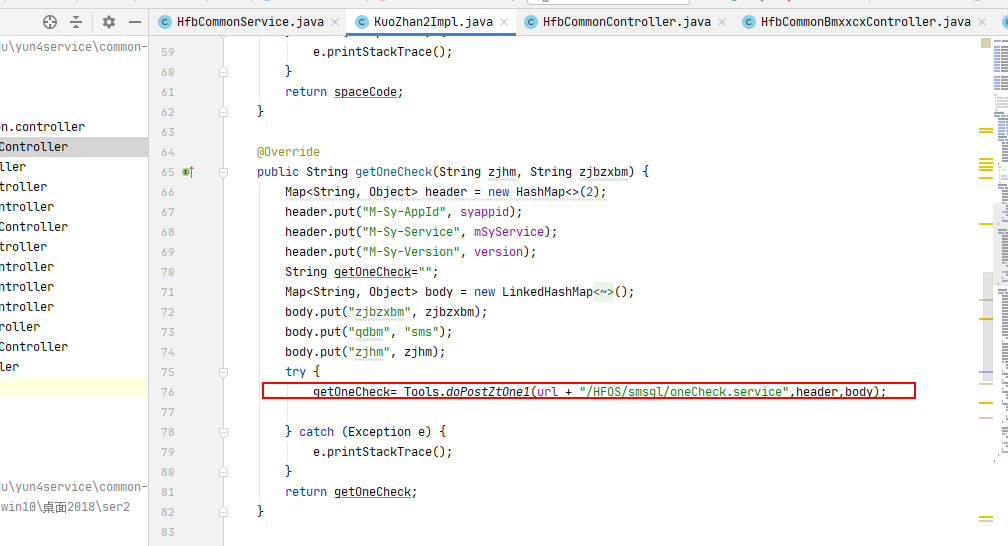 HfbCommonService.java
KuoZhan2Impl.java
HfbCommonController.java
HfbCommonBmxxcxController.java
du\yun4service\common-
on.controller
Controller
ller
troller
ntroller
Controller
troller
ntroller
ntroller
ntroller
roller
Controller
ler
du\yun4service\common-
win10\桌面2018\ser2
59 e.printStackTrace();
60 }
61 return spaceCode;
62 }
63
64 @Override
65 public String getOneCheck(String zjhm, String zjbzxbm) {
66 Map<String, Object> header = new HashMap<>(2);
67 header.put("M-Sy-AppId", syappid);
68 header.put("M-Sy-Service", mSyService);
69 header.put("M-Sy-Version", version);
70 String getOneCheck="";
71 Map<String, Object> body = new LinkedHashMap<~>();
72 body.put("zjbzxbm", zjbzxbm);
73 body.put("qdbm", "sms");
74 body.put("zjhm", zjhm);
75 try {
76 getOneCheck= Tools.doPostZtOne1(url + "/HFOS/smsgl/oneCheck.service",header,body);
77
78 } catch (Exception e) {
79 e.printStackTrace();
80 }
81 return getOneCheck;
82 }
83